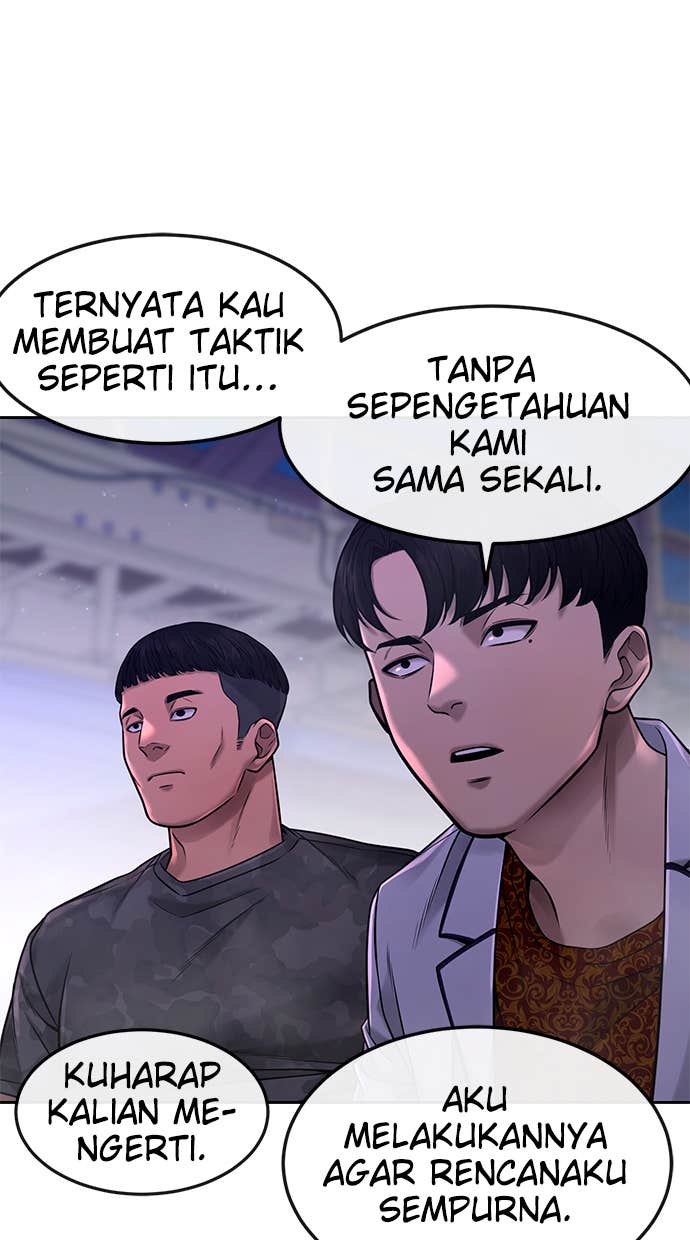 TERNYATA KAU
MEMBUAT TAKTIK
SEPERTI ITU...
TANPA
SEPENGETAHUAN
KAMI
SAMA SEKALI.
KUHARAP
KALIAN ME-
NGERTI.
AKU
MELAKUKANNYA
AGAR RENCANAKU
SEMPURNA.